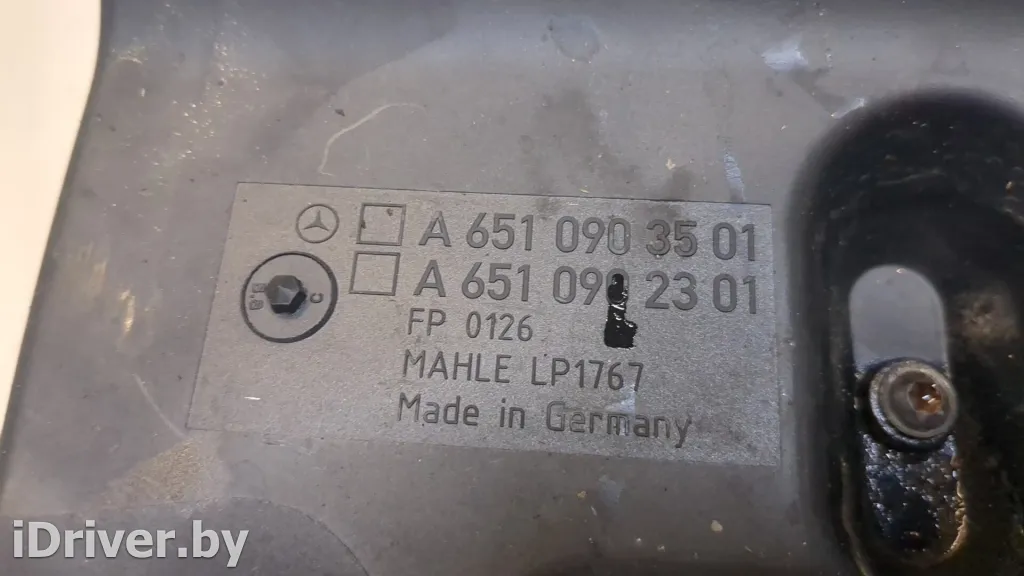 A 651 090 35 01
A 651 090 23 01
FP 0126
MAHLE LP1767
Made in Germany
iDriver.by